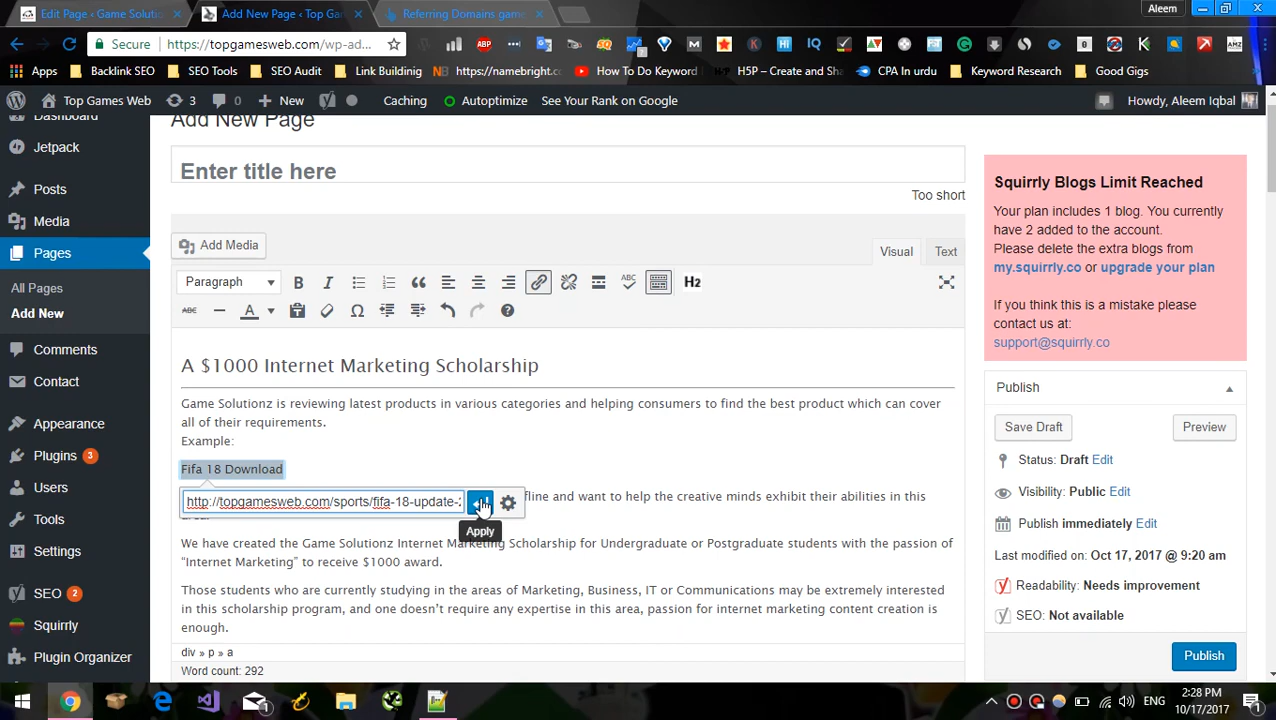 Edit Page < Game Solution
Add New Page < Top Gam
Referring Domains game
Aleem
Secure
https://topgamesweb.com/wp-ad...
Apps
Backlink SEO
SEO Tools
SEO Audit
Link Buildinig
https://namebright.c
How To Do Keyword
H5P – Create and Sha
CPA In urdu
Keyword Research
Good Gigs
Top Games Web
3
0
New
Caching
Autoptimize
See Your Rank on Google
Howdy, Aleem Iqbal
Dashboard
Jetpack
Posts
Media
Pages
All Pages
Add New
Comments
Contact
Appearance
Plugins 3
Users
Tools
Settings
SEO 2
Squirrly
Plugin Organizer
Add New Page
Enter title here
Too short
Add Media
Visual
Text
Paragraph
B
I
ABC
H2
ABC
A
A $1000 Internet Marketing Scholarship
Game Solutionz is reviewing latest products in various categories and helping consumers to find the best product which can cover
all of their requirements.
Example:
Fifa 18 Download
http://topgamesweb.com/sports/fifa-18-update-
fline and want to help the creative minds exhibit their abilities in this
Apply
We have created the Game Solutionz Internet Marketing Scholarship for Undergraduate or Postgraduate students with the passion of
“Internet Marketing” to receive $1000 award.
Those students who are currently studying in the areas of Marketing, Business, IT or Communications may be extremely interested
in this scholarship program, and one doesn’t require any expertise in this area, passion for internet marketing content creation is
enough.
div » p » a
Word count: 292
Squirrly Blogs Limit Reached
Your plan includes 1 blog. You currently
have 2 added to the account.
Please delete the extra blogs from
my.squirrly.co or upgrade your plan
If you think this is a mistake please
contact us at:
support@squirrly.co
Publish
Save Draft
Preview
Status: Draft Edit
Visibility: Public Edit
Publish immediately Edit
Last modified on: Oct 17, 2017 @ 9:20 am
Readability: Needs improvement
SEO: Not available
Publish
ENG
2:28 PM
10/17/2017